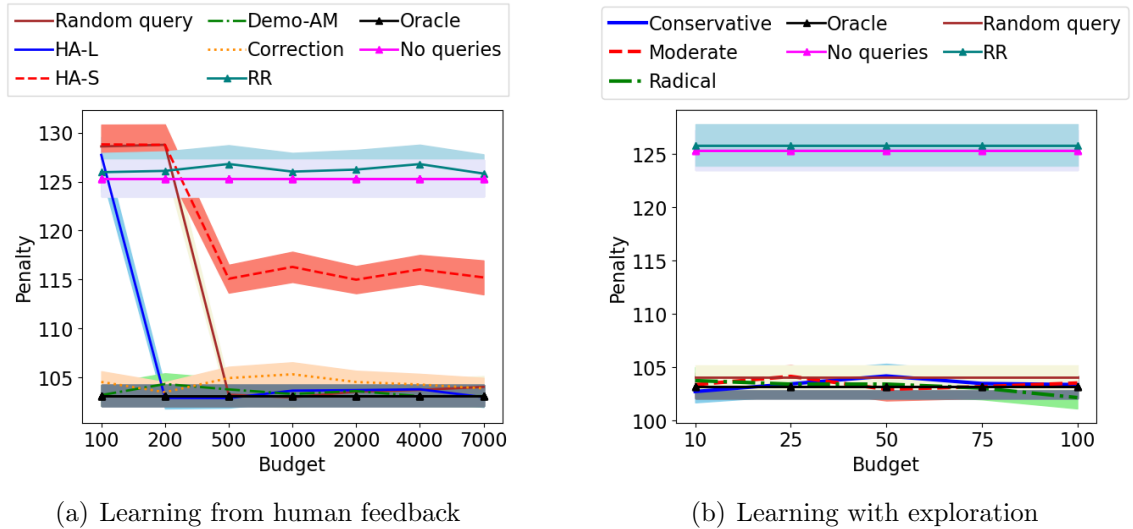 Random query Demo-AM Oracle
HA-L Correction No queries
HA-S RR
130
125
120
115
110
105
Penalty
100 200 500 1000 2000 4000 7000
Budget
(a) Learning from human feedback
Conservative Oracle Random query
Moderate No queries RR
Radical
125
120
115
110
105
100
Penalty
10 25 50 75 100
Budget
(b) Learning with exploration